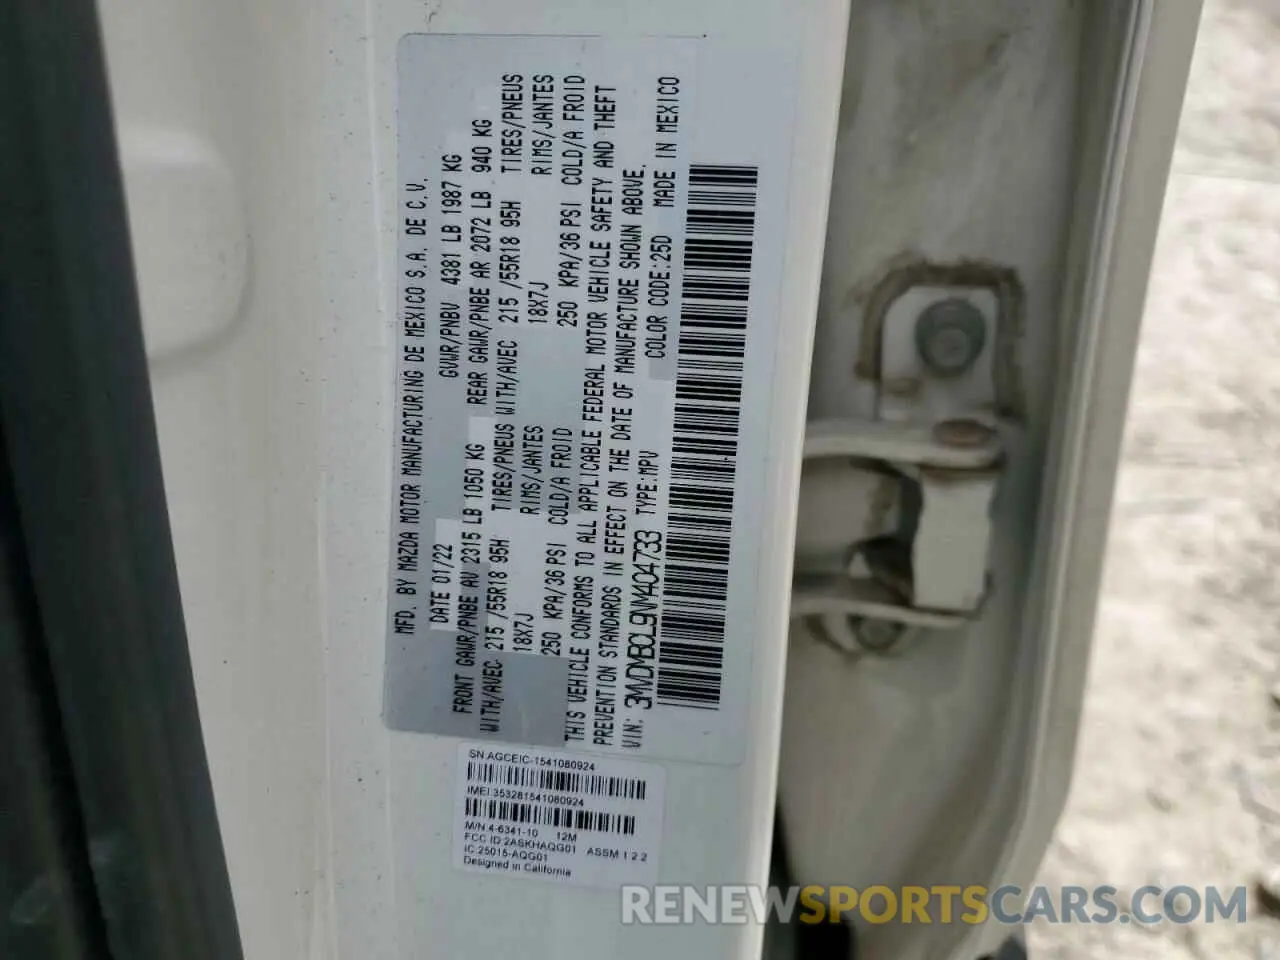 MFD. BY MAZDA MOTOR MANUFACTURING DE MEXICO S.A. DE C.V.
DATE 01/22 GVWR/PNBV 4381 LB 1987 KG
FRONT GAWR/PNBE AV 2315 LB 1050 KG REAR GAWR/PNBE AR 2072 LB 940 KG
WITH/AVEC 215 /55R18 95H TIRES/PNEUS WITH/AVEC 215 /55R18 95H TIRES/PNEUS
18X7J RIMS/JANTES 18X7J RIMS/JANTES
250 KPA/36 PSI COLD/A FROID 250 KPA/36 PSI COLD/A FROID
THIS VEHICLE CONFORMS TO ALL APPLICABLE FEDERAL MOTOR VEHICLE SAFETY AND THEFT
PREVENTION STANDARDS IN EFFECT ON THE DATE OF MANUFACTURE SHOWN ABOVE.
VIN: 3MVDMBCL9NM404733 TYPE:MPV COLOR CODE:25D MADE IN MEXICO
SN AGCEIC-1541080924
IMEI 353281541080924
M/N 4-6341-10 12M
FCC ID:2ASKHAQG01 ASSM 1 2 2
IC:25015-AQG01
Designed in California
RENEWSPORTSCARS.COM